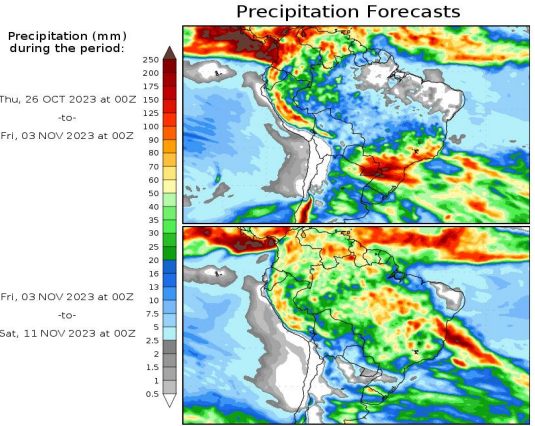 Precipitation Forecasts
Precipitation (mm)
during the period:
Thu, 26 OCT 2023 at 00Z
-to-
Fri, 03 NOV 2023 at 00Z
Fri, 03 NOV 2023 at 00Z
-to-
Sat, 11 NOV 2023 at 00Z
250
200
175
150
125
100
90
80
70
60
50
40
35
30
25
20
16
13
10
7.5
5
2.5
2
1.5
1
0.5